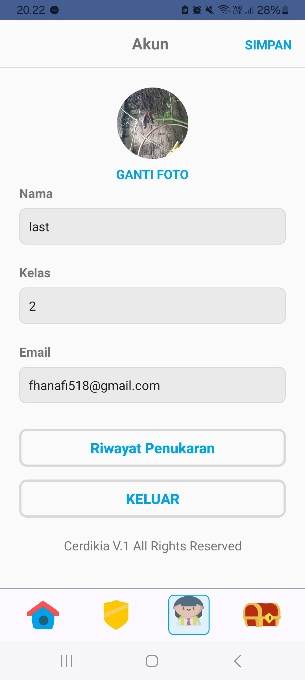 20.22
28%
Akun
SIMPAN
GANTI FOTO
Nama
last
Kelas
2
Email
fhanafi518@gmail.com
Riwayat Penukaran
KELUAR
Cerdikia V.1 All Rights Reserved